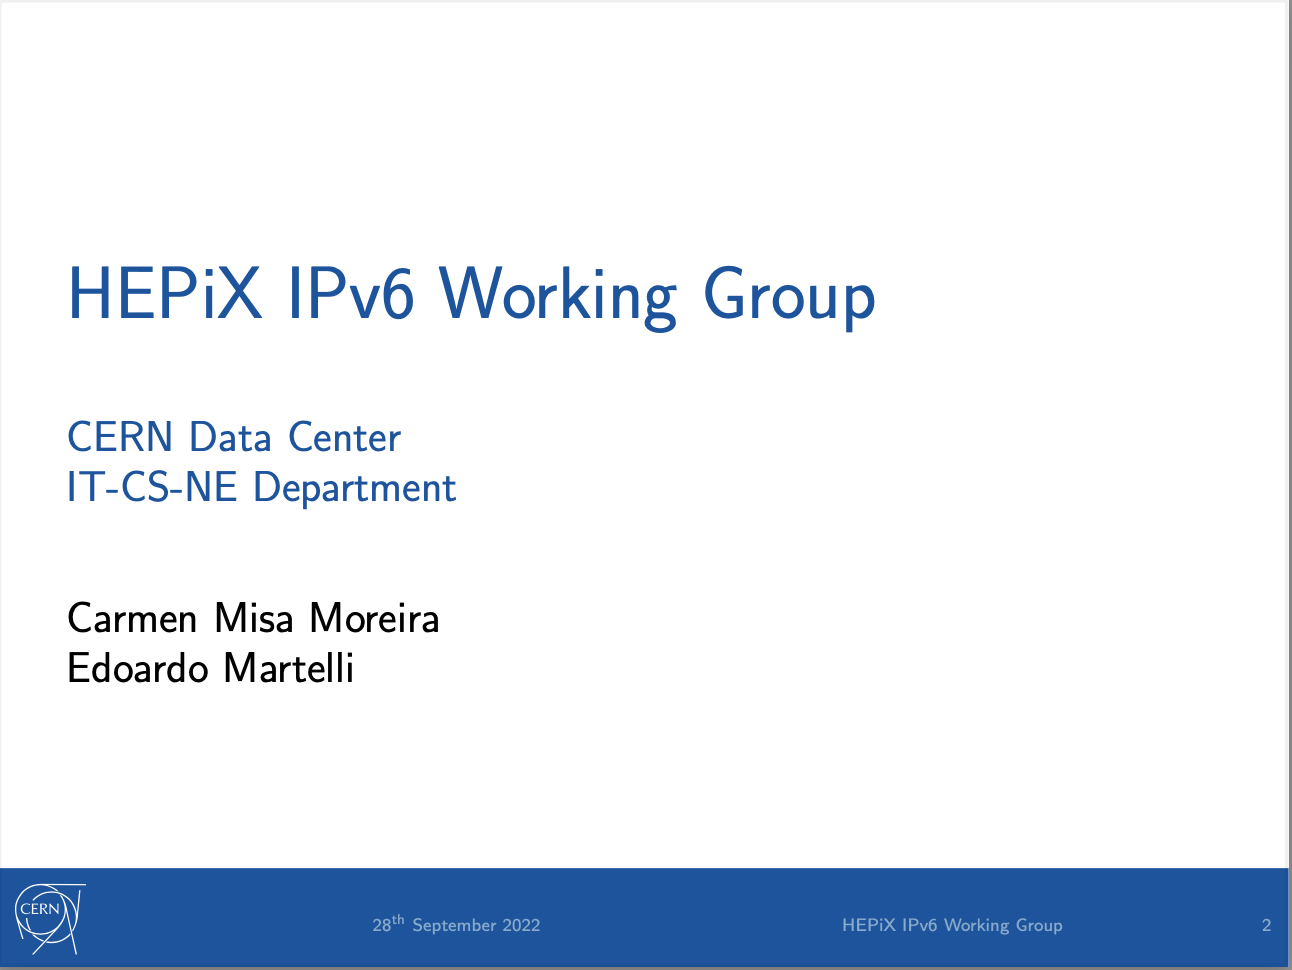 HEPiX IPv6 Working Group
CERN Data Center
IT-CS-NE Department
Carmen Misa Moreira
Edoardo Martelli
CERN
28th September 2022
HEPiX IPv6 Working Group
2